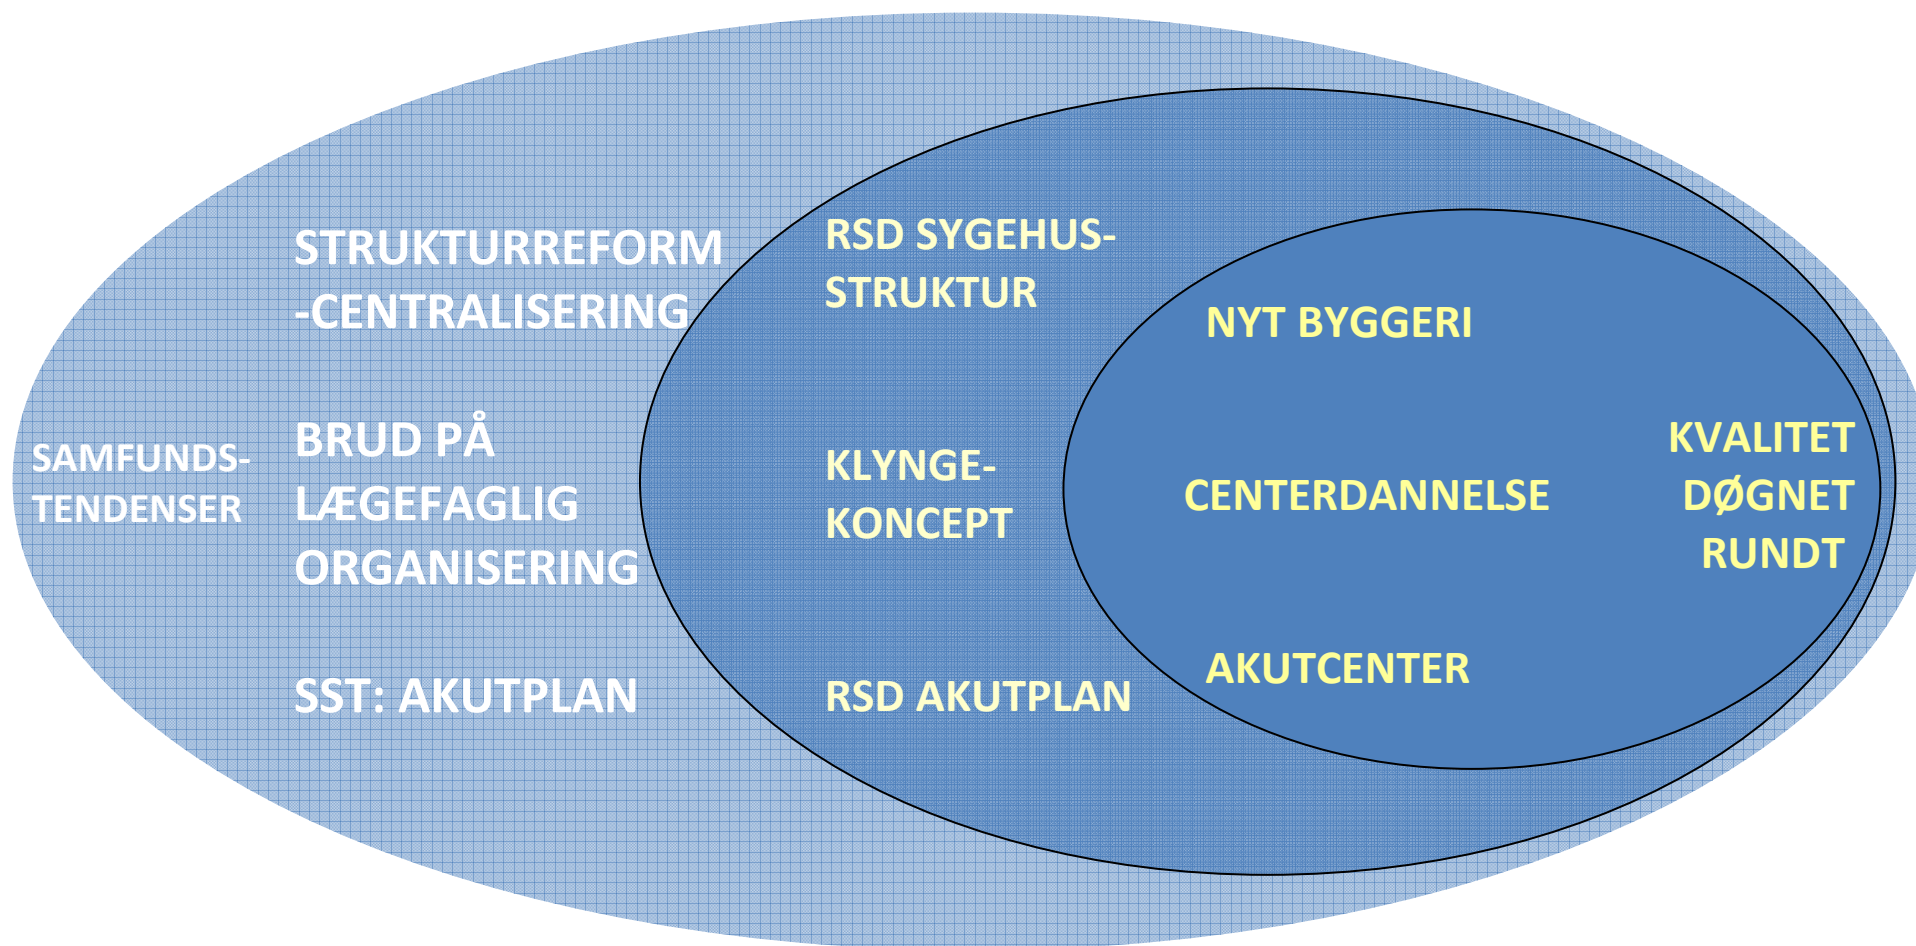 SAMFUNDS-
TENDENSER
STRUKTURREFORM
-CENTRALISERING
BRUD PÅ
LÆGEFAGLIG
ORGANISERING
SST: AKUTPLAN
RSD SYGEHUS-
STRUKTUR
KLYNGE-
KONCEPT
RSD AKUTPLAN
NYT BYGGERI
CENTERDANNELSE
AKUTCENTER
KVALITET
DØGNET
RUNDT